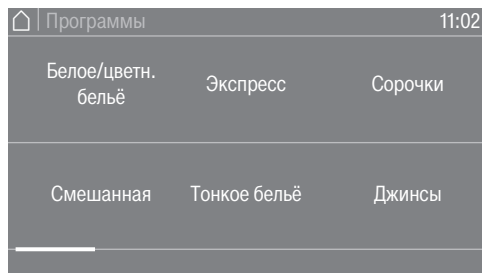 Программы 11:02
Белое/цветн.
бельё
Экспресс
Сорочки
Смешанная
Тонкое бельё
Джинсы